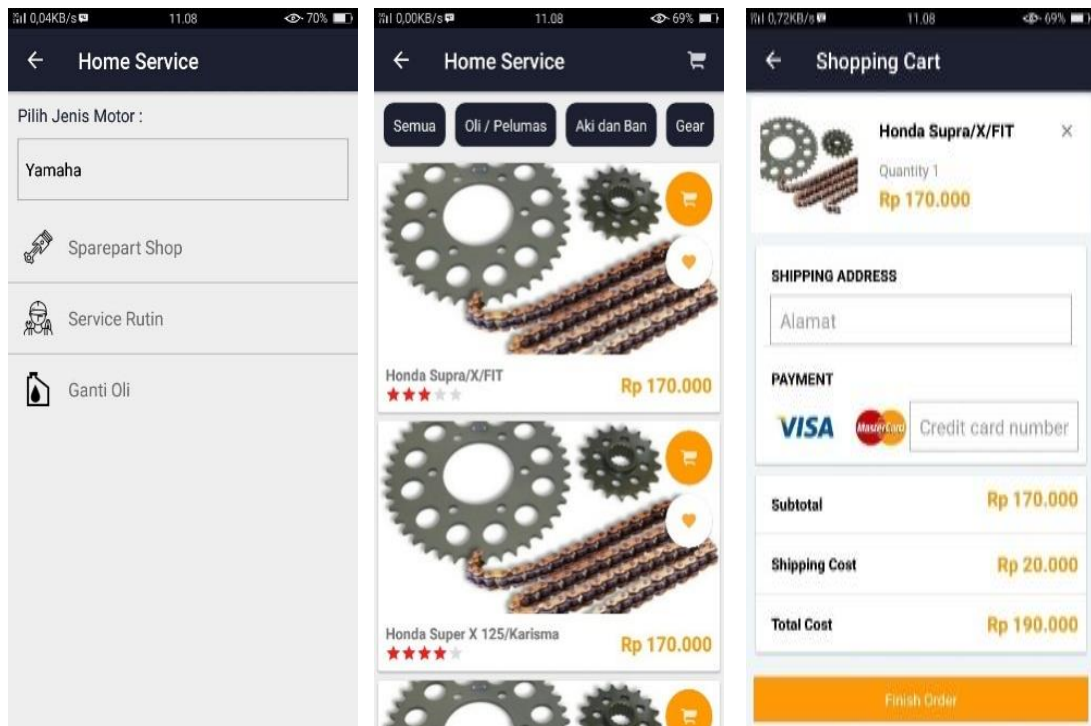 0,04KB/s 11.08 70%
Home Service
Pilih Jenis Motor :
Yamaha
Sparepart Shop
Service Rutin
Ganti Oli
0,00KB/s 11.08 69%
Home Service
Semua Oli / Pelumas Aki dan Ban Gear
Honda Supra/X/FIT
Rp 170.000
Honda Super X 125/Karisma
Rp 170.000
0,72KB/s 11.08 69%
Shopping Cart
Honda Supra/X/FIT
Quantity 1
Rp 170.000
SHIPPING ADDRESS
Alamat
PAYMENT
VISA MasterCard Credit card number
Subtotal Rp 170.000
Shipping Cost Rp 20.000
Total Cost Rp 190.000
Finish Order